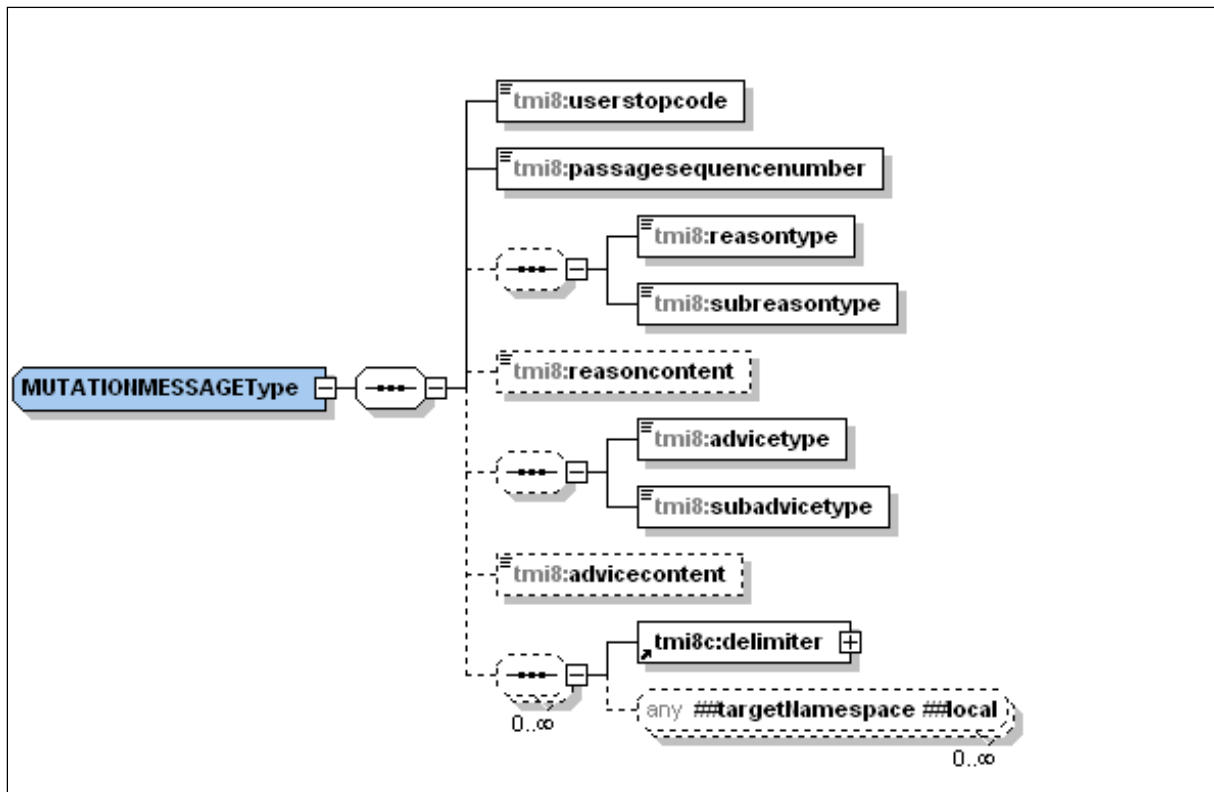 tmi8:userstopcode
tmi8:passagesequencenumber
tmi8:reasontype
tmi8:subreasontype
tmi8:reasoncontent
MUTATIONMESSAGEType
tmi8:advicetype
tmi8:subadvicetype
tmi8:advicecontent
tmi8c:delimiter
0..∞
any ##targetNamespace ##local
0..∞